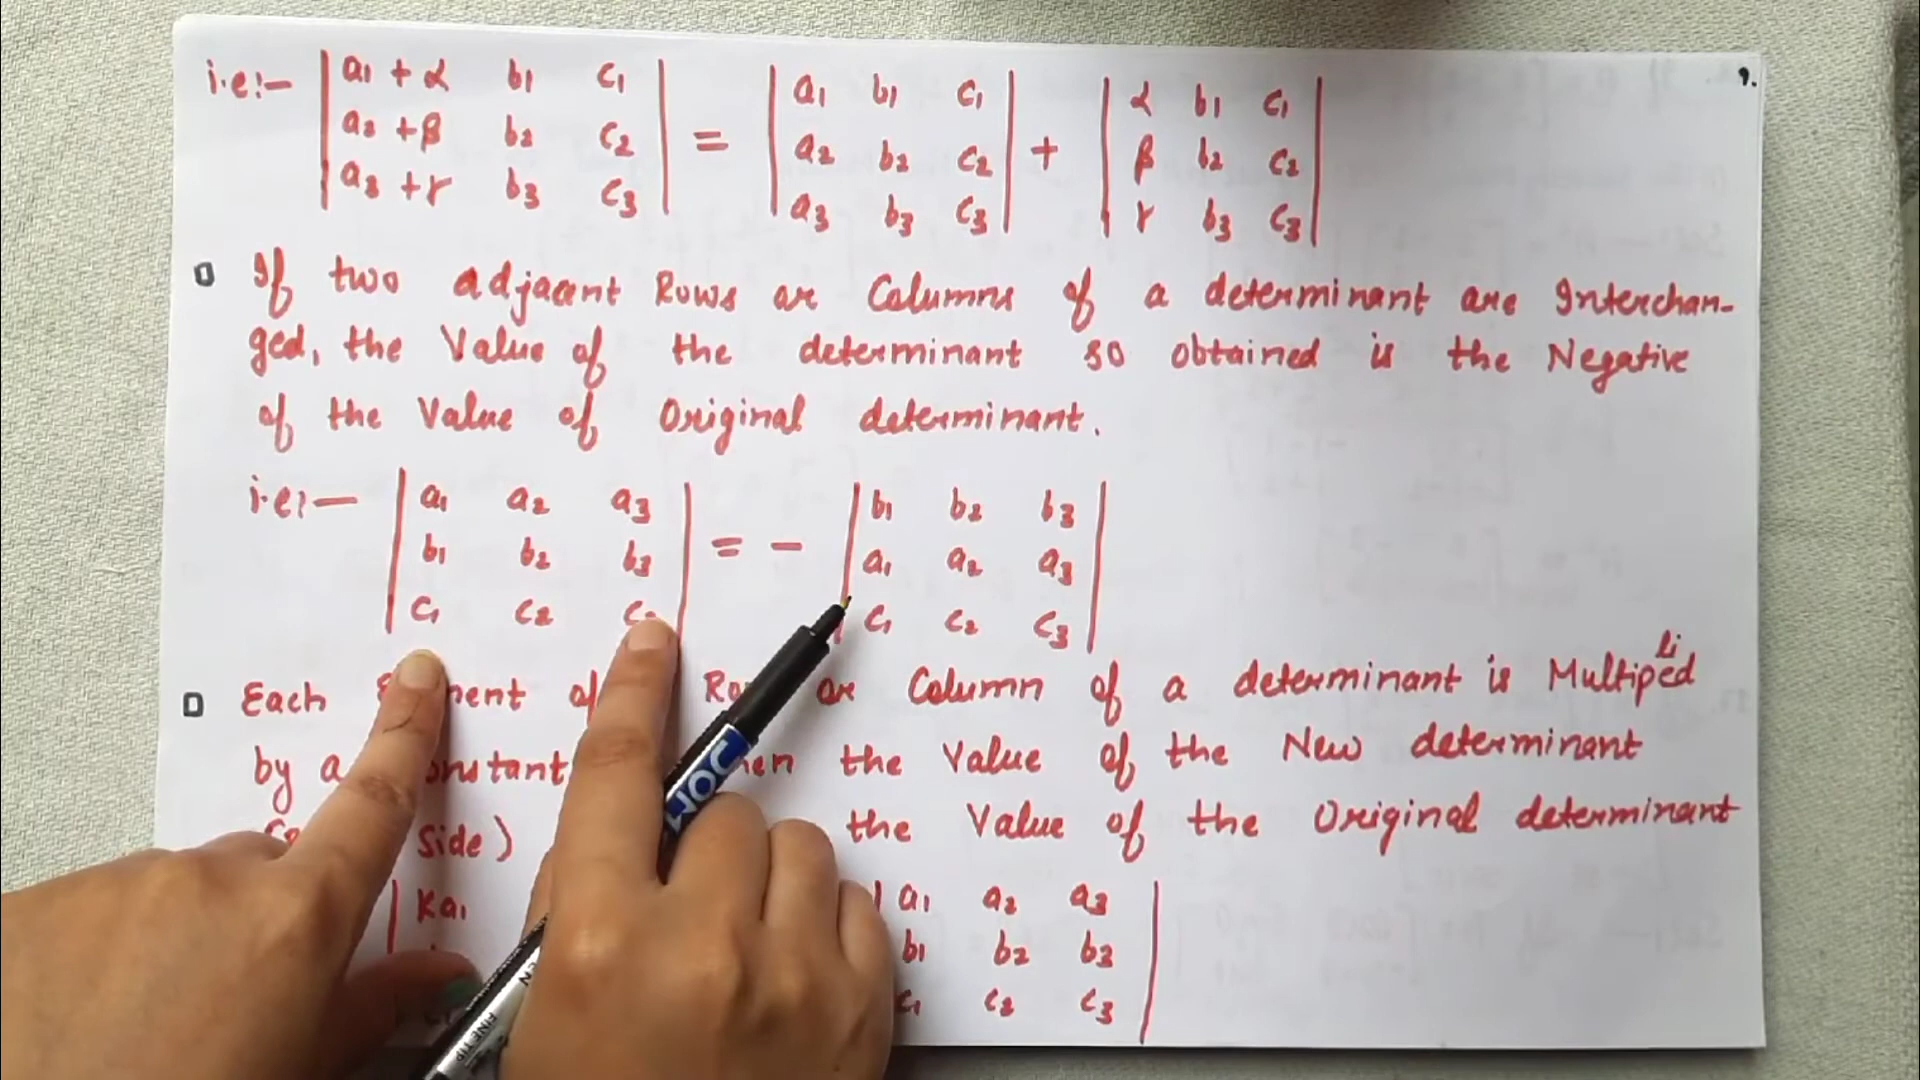 i.e:- | a1 + α b1 c1 | = | a1 b1 c1 | + | α b1 c1 |
| a2 + β b2 c2 | | a2 b2 c2 | | β b2 c2 |
| a3 + r b3 c3 | | a3 b3 c3 | | r b3 c3 |
9.
If two adjacent Rows or Columns of a determinant are Interchan-
ged, the Value of the determinant so obtained is the Negative
of the Value of Original determinant.
i.e:— | a1 a2 a3 | = - | b1 b2 b3 |
| b1 b2 b3 | | a1 a2 a3 |
| c1 c2 | | c1 c2 c3 |
Each of or Column of a determinant is Multiplied
by a the Value of the New determinant
Side) the Value of the Original determinant
| Ka1 | a1 a2 a3 |
b1 b2 b3 |
c1 c2 c3 |
FINE TIP